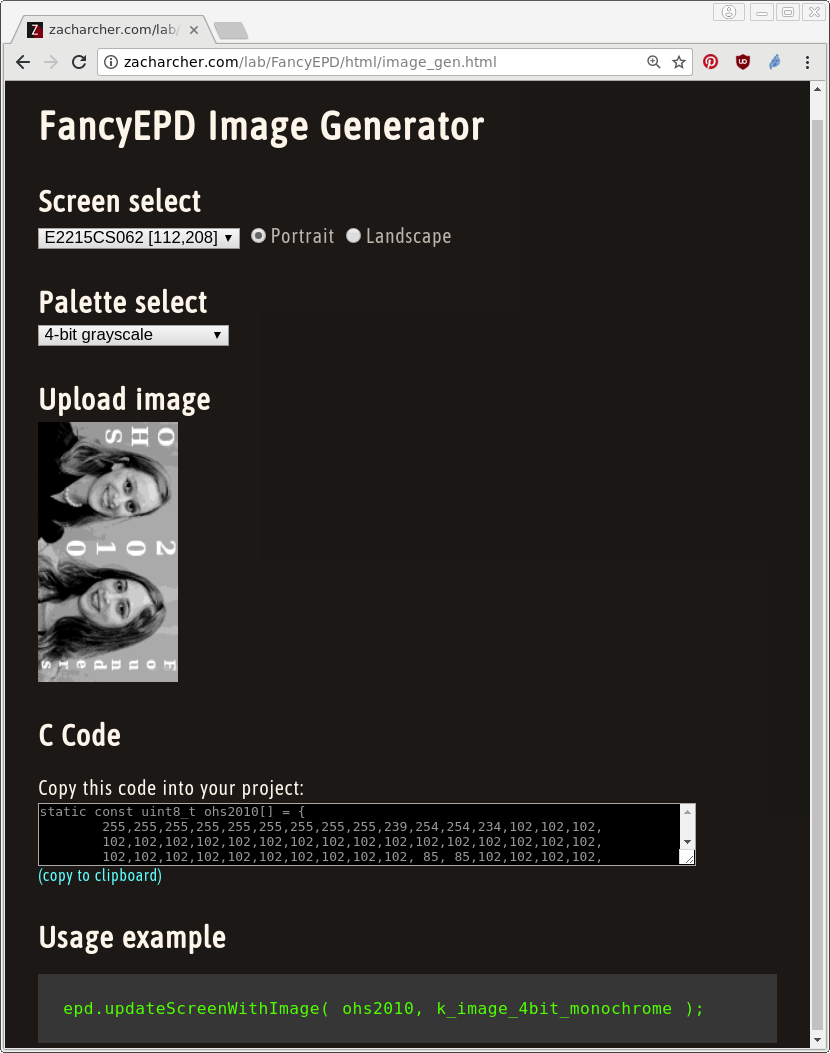 zacharcher.com/lab/
zacharcher.com/lab/FancyEPD/html/image_gen.html
FancyEPD Image Generator
Screen select
E2215CS062 [112,208] Portrait Landscape
Palette select
4-bit grayscale
Upload image
OHS
2010
Founders
C Code
Copy this code into your project:
static const uint8_t ohs2010[] = {
255,255,255,255,255,255,255,255,255,239,254,254,234,102,102,102,
102,102,102,102,102,102,102,102,102,102,102,102,102,102,102,102,
102,102,102,102,102,102,102,102,102,102, 85, 85,102,102,102,102,
(copy to clipboard)
Usage example
epd.updateScreenWithImage( ohs2010, k_image_4bit_monochrome );